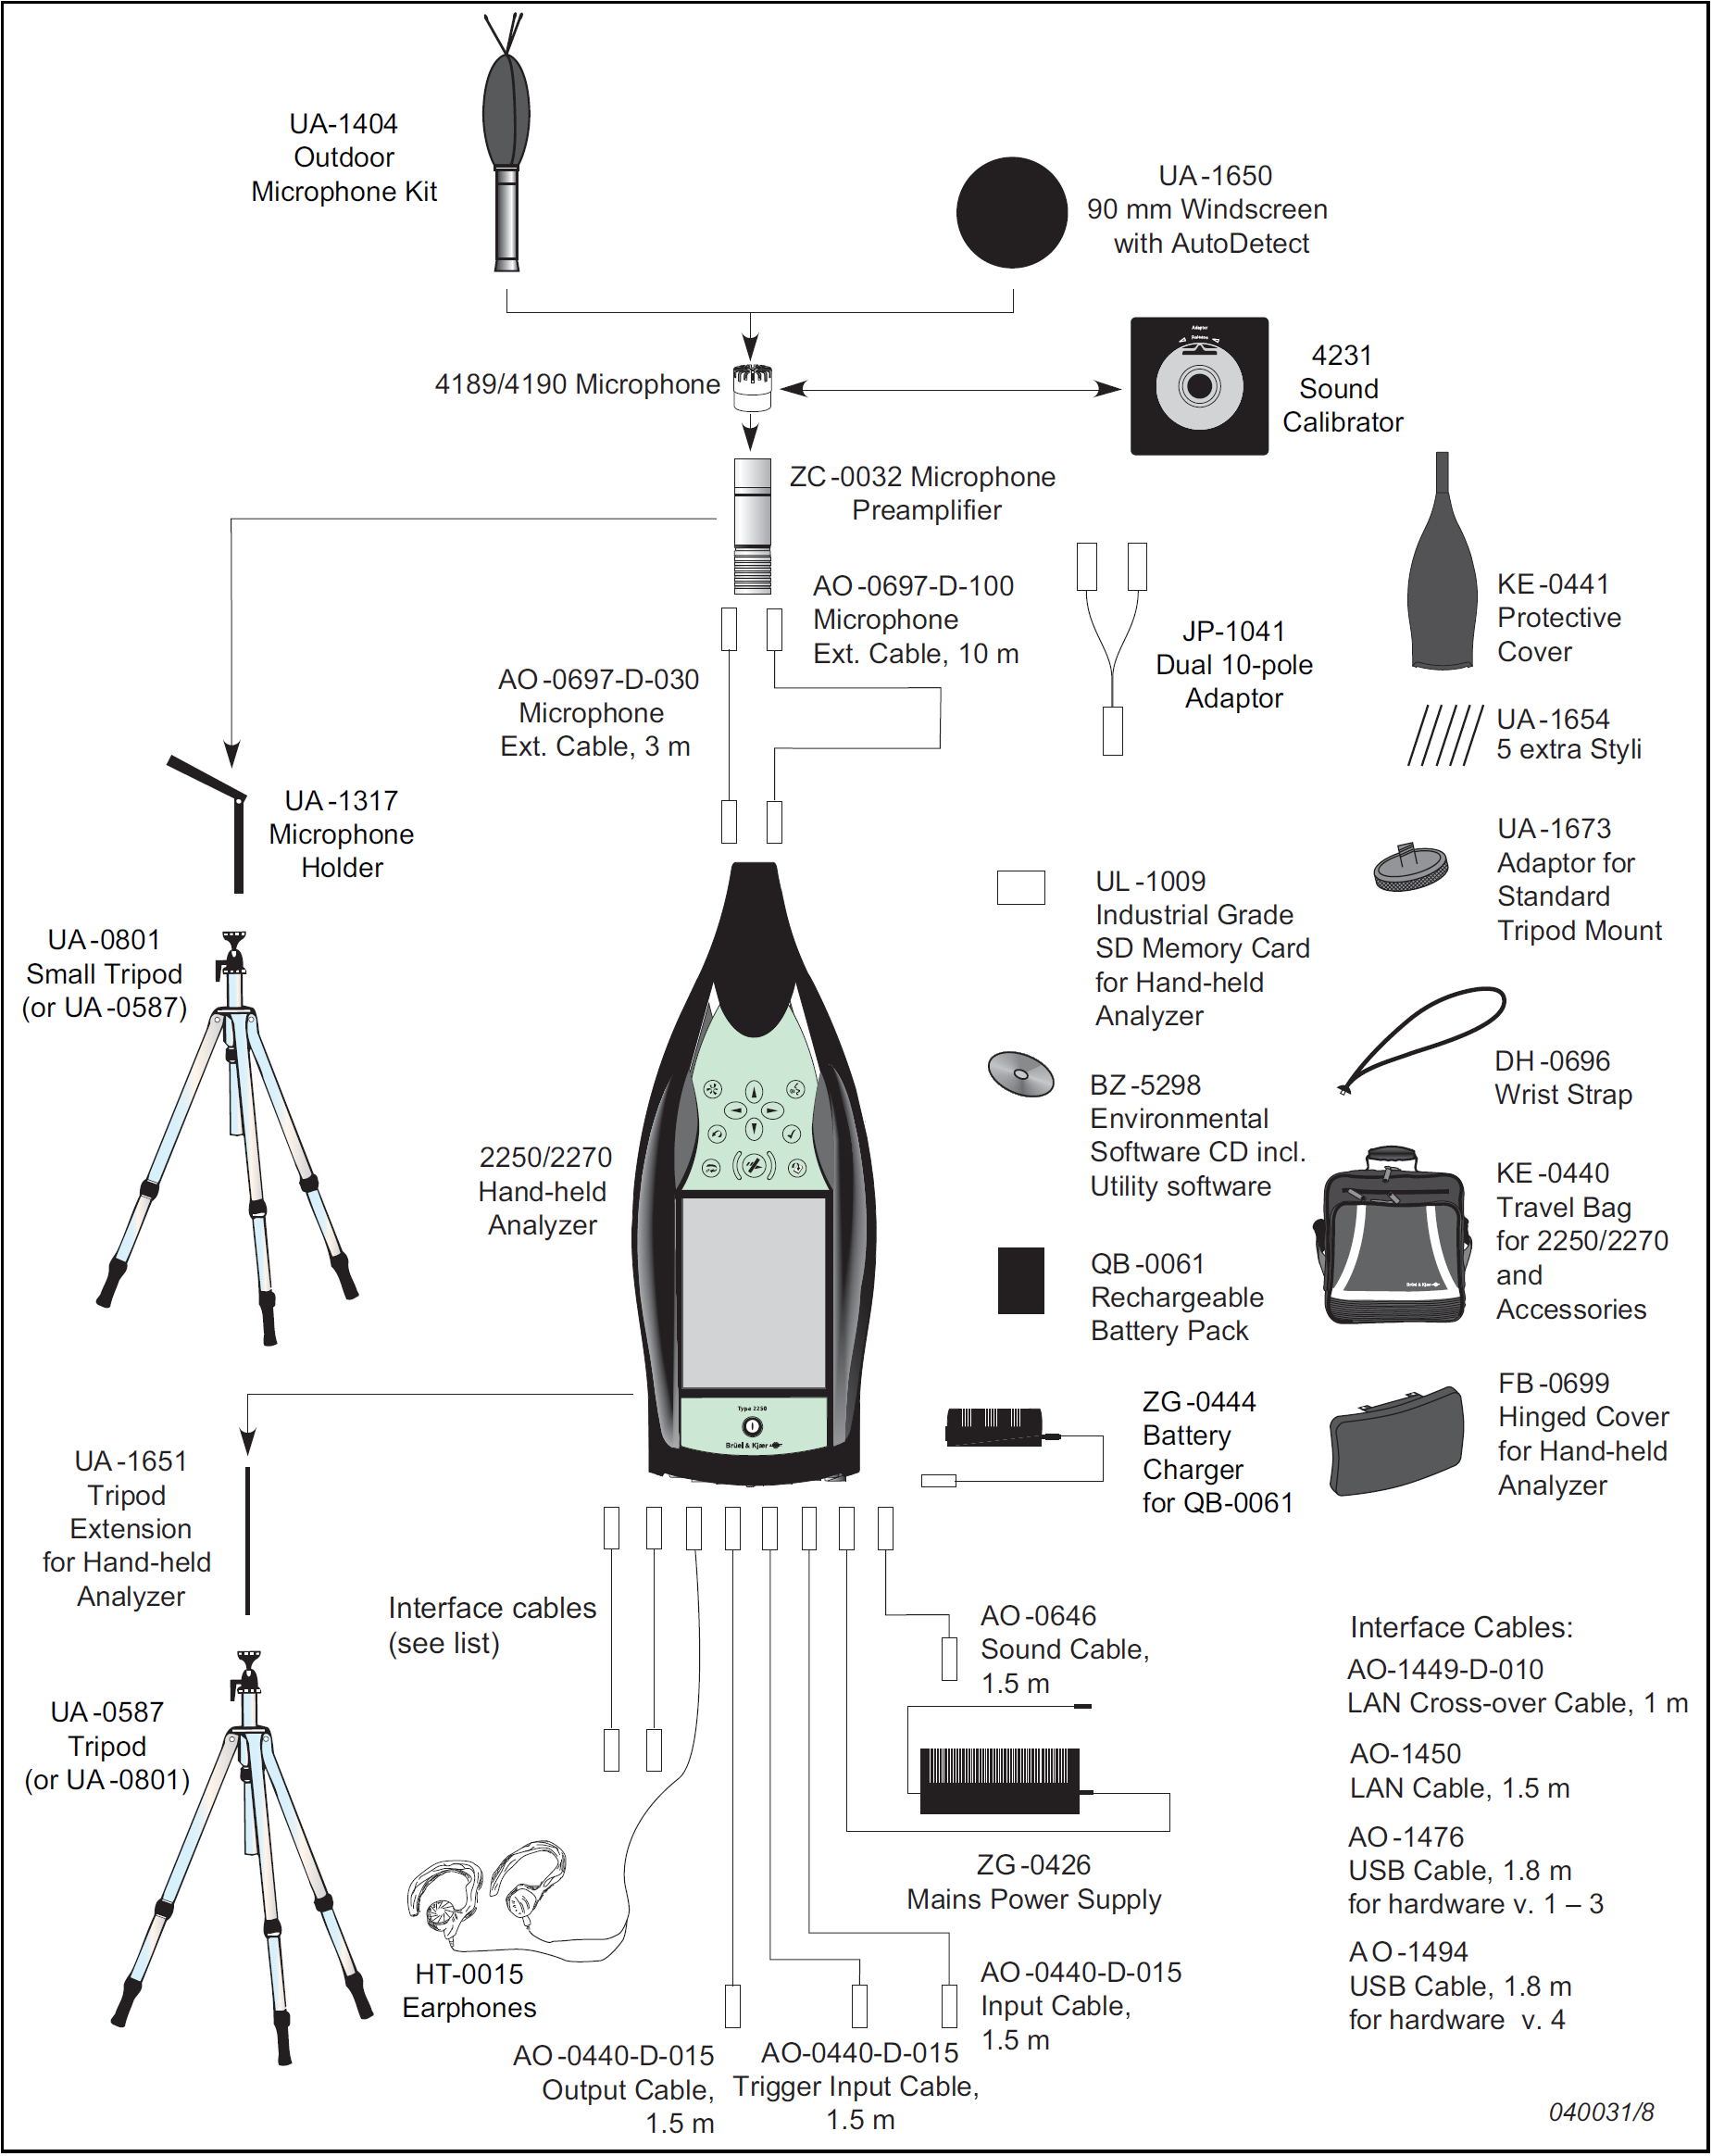 UA-1404
Outdoor
Microphone Kit
UA-1650
90 mm Windscreen
with AutoDetect
4189/4190 Microphone
Adaptor
Release
4231
Sound
Calibrator
ZC-0032 Microphone
Preamplifier
AO-0697-D-100
Microphone
Ext. Cable, 10 m
AO-0697-D-030
Microphone
Ext. Cable, 3 m
JP-1041
Dual 10-pole
Adaptor
KE-0441
Protective
Cover
UA-1654
5 extra Styli
UA-1317
Microphone
Holder
UA-1673
Adaptor for
Standard
Tripod Mount
UL-1009
Industrial Grade
SD Memory Card
for Hand-held
Analyzer
UA-0801
Small Tripod
(or UA-0587)
DH-0696
Wrist Strap
BZ-5298
Environmental
Software CD incl.
Utility software
2250/2270
Hand-held
Analyzer
KE-0440
Travel Bag
for 2250/2270
and
Accessories
Brüel & Kjær
QB-0061
Rechargeable
Battery Pack
Type 2250
Brüel & Kjær
ZG-0444
Battery
Charger
for QB-0061
FB-0699
Hinged Cover
for Hand-held
Analyzer
UA-1651
Tripod
Extension
for Hand-held
Analyzer
Interface cables
(see list)
AO-0646
Sound Cable,
1.5 m
UA-0587
Tripod
(or UA-0801)
ZG-0426
Mains Power Supply
HT-0015
Earphones
AO-0440-D-015
Input Cable,
1.5 m
AO-0440-D-015
Output Cable,
1.5 m
AO-0440-D-015
Trigger Input Cable,
1.5 m
Interface Cables:
AO-1449-D-010
LAN Cross-over Cable, 1 m
AO-1450
LAN Cable, 1.5 m
AO-1476
USB Cable, 1.8 m
for hardware v. 1 – 3
AO-1494
USB Cable, 1.8 m
for hardware v. 4
040031/8